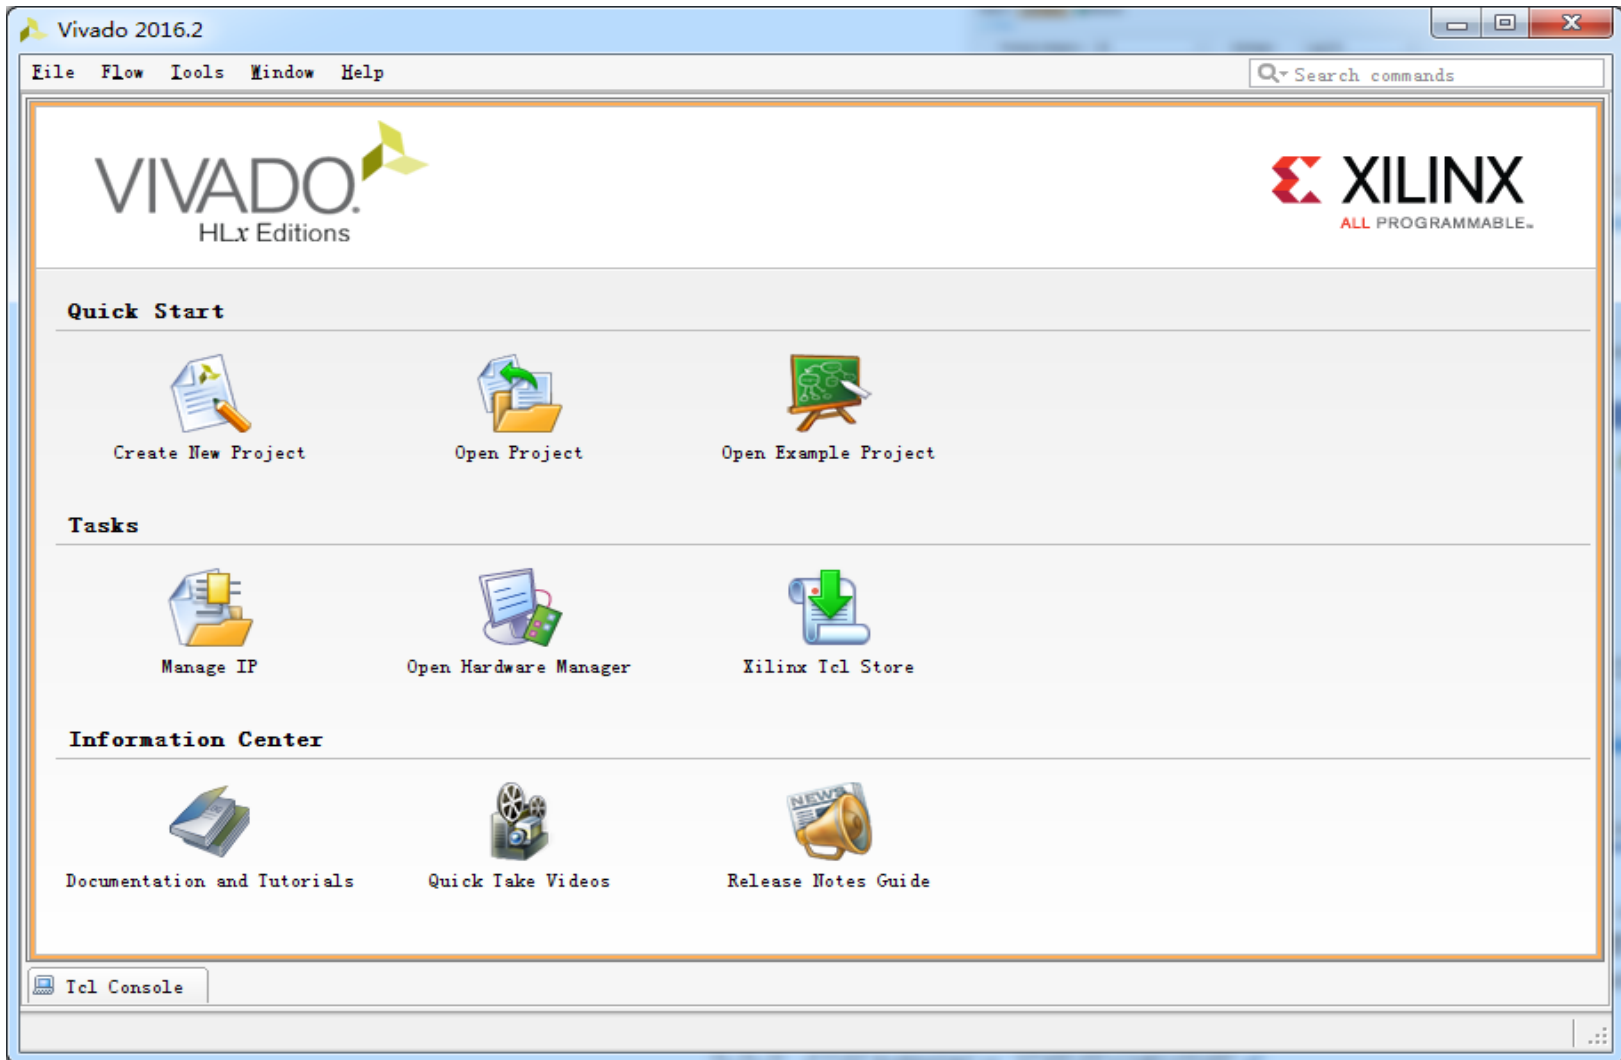 Vivado 2016.2
File Flow Tools Window Help
Search commands
VIVADO.
HLx Editions
XILINX
ALL PROGRAMMABLE™
Quick Start
Create New Project
Open Project
Open Example Project
Tasks
Manage IP
Open Hardware Manager
Xilinx Tcl Store
Information Center
NEWS
Documentation and Tutorials
Quick Take Videos
Release Notes Guide
Tcl Console